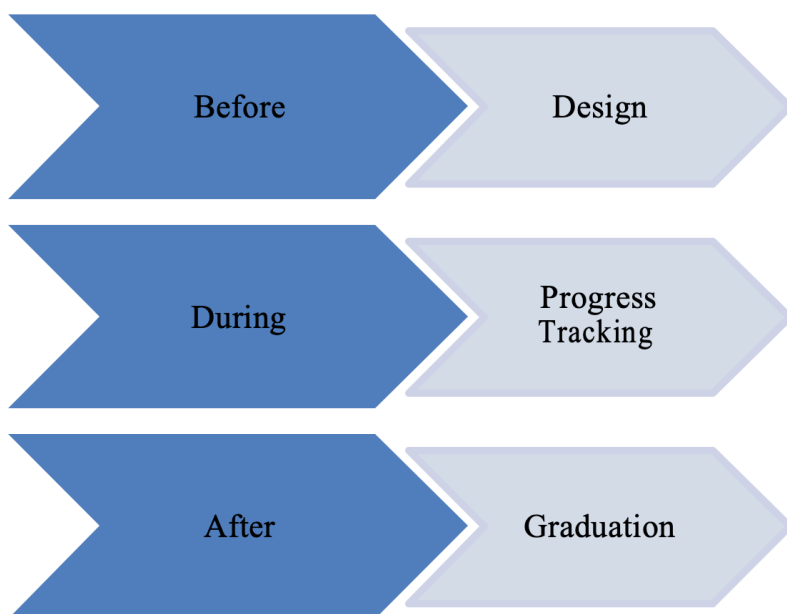 Before
Design
During
Progress
Tracking
After
Graduation